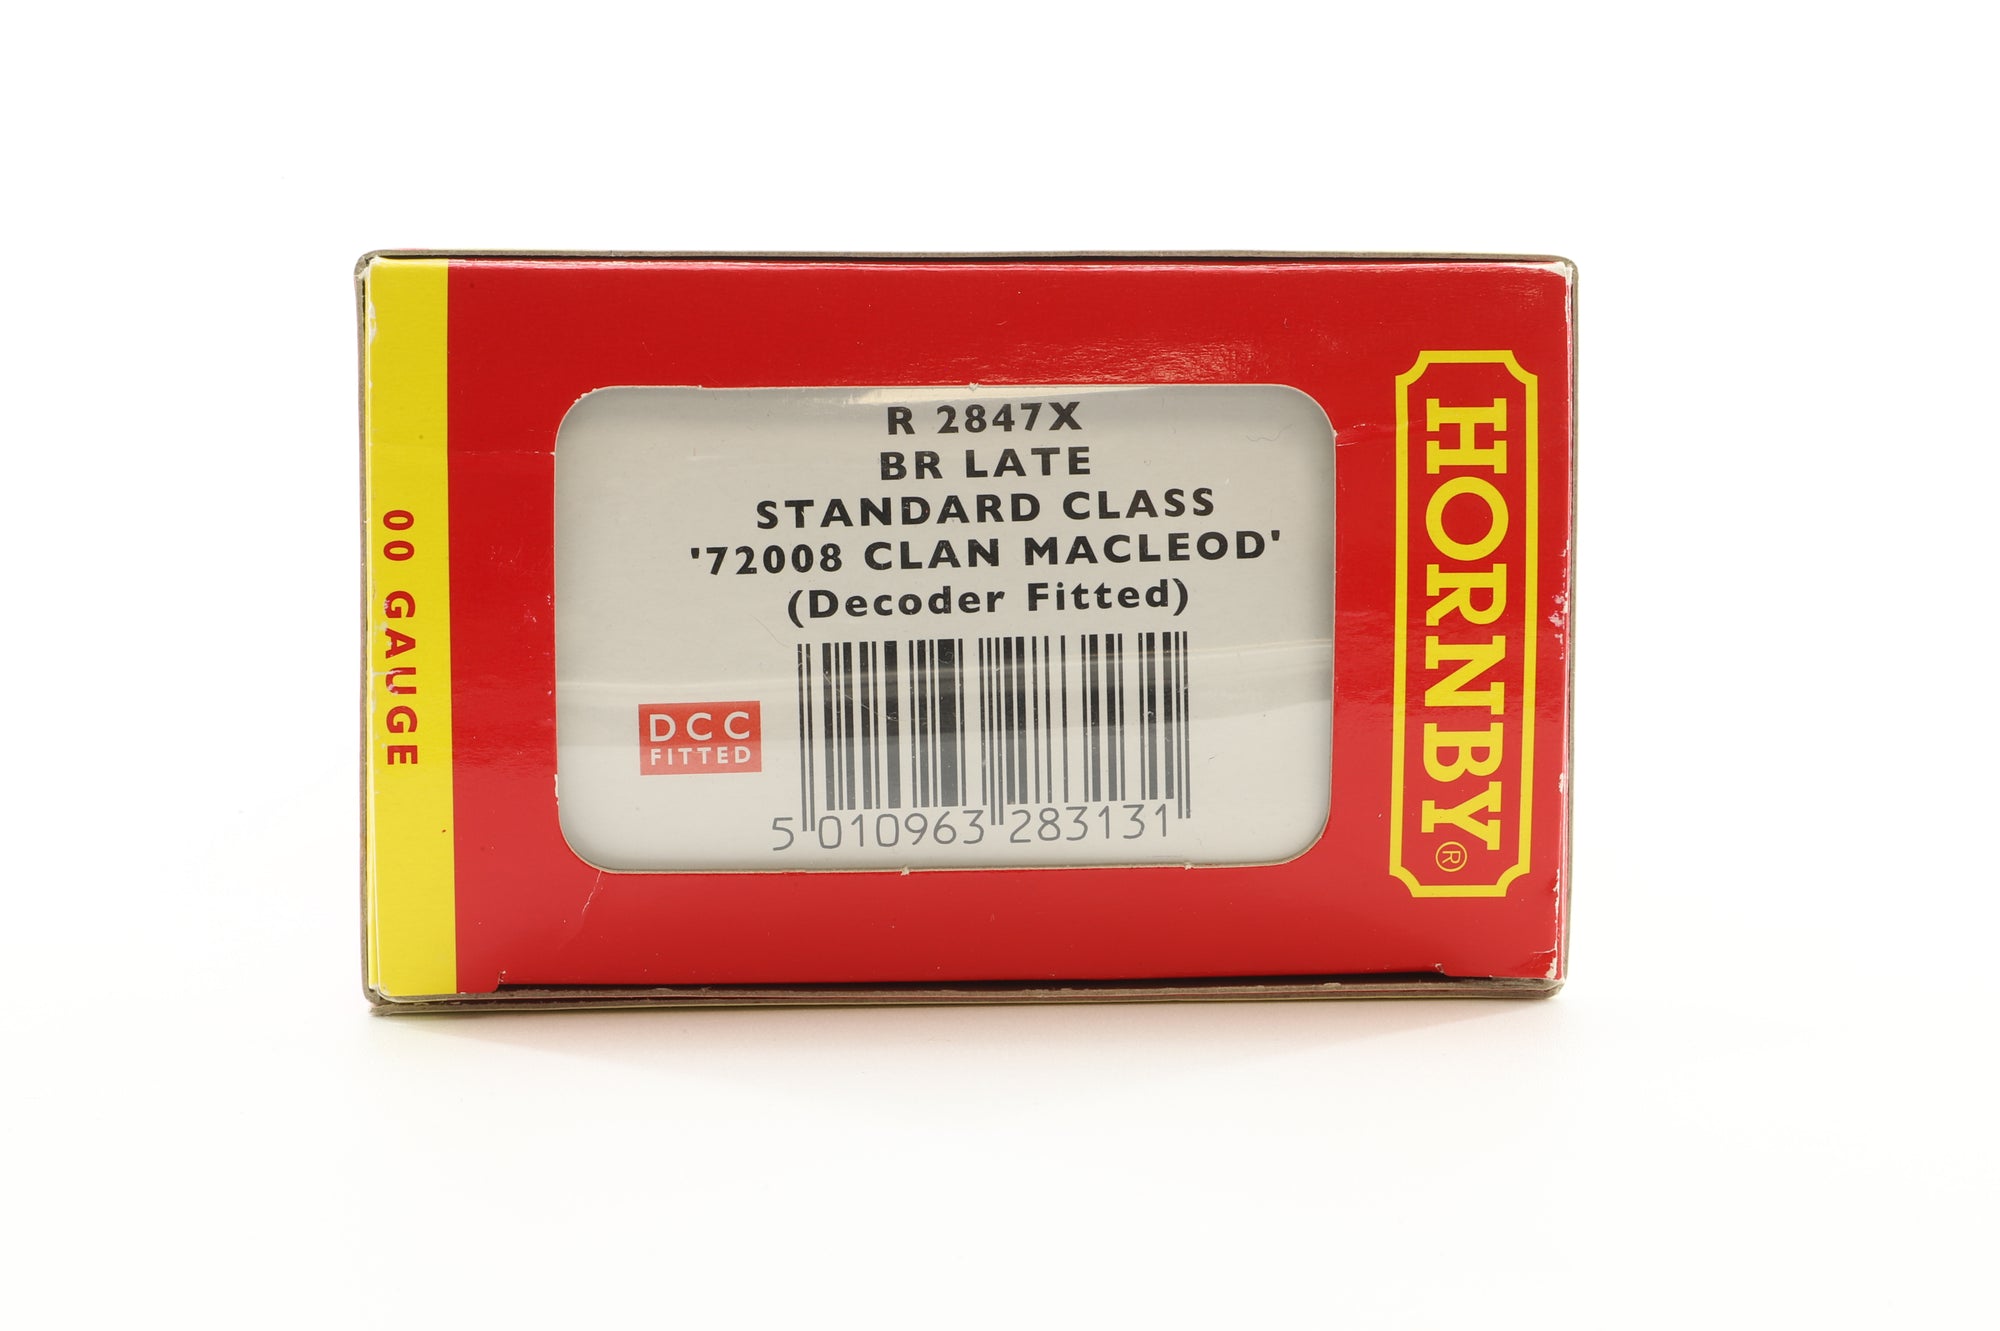 00 GAUGE
R 2847X
BR LATE
STANDARD CLASS
'72008 CLAN MACLEOD'
(Decoder Fitted)
DCC
FITTED
5 010963 283131
HORNBY®